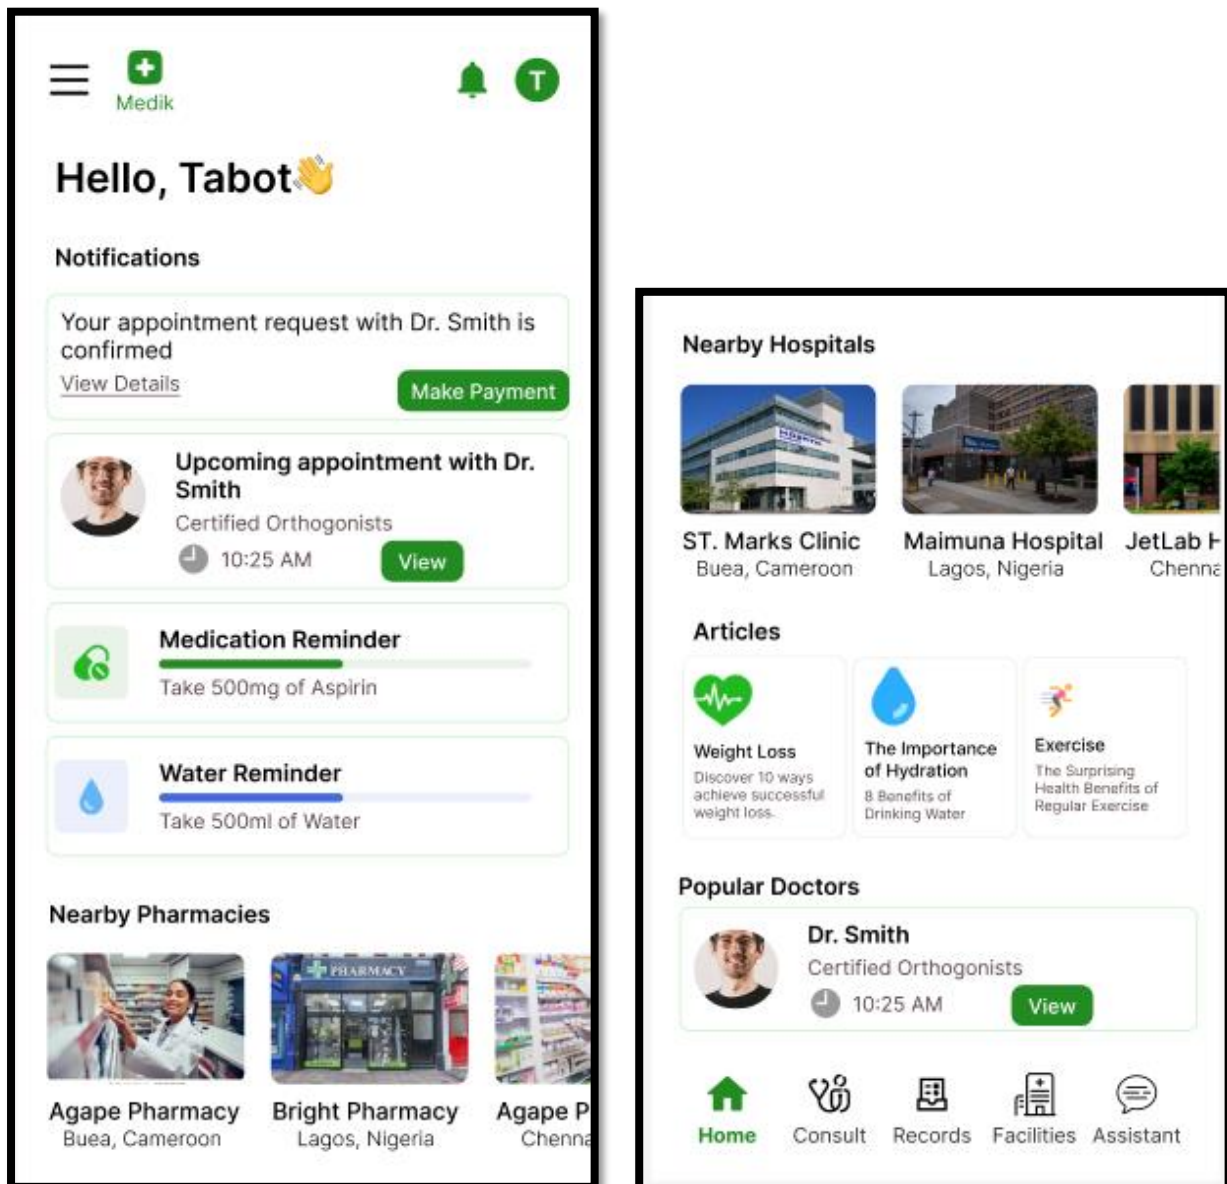 Medik
T
Hello, Tabot👋
Notifications
Your appointment request with Dr. Smith is
confirmed
View Details
Make Payment
Upcoming appointment with Dr.
Smith
Certified Orthogonists
10:25 AM
View
Medication Reminder
Take 500mg of Aspirin
Water Reminder
Take 500ml of Water
Nearby Pharmacies
PHARMACY
Agape Pharmacy
Bright Pharmacy
Agape P
Buea, Cameroon
Lagos, Nigeria
Chenna
Nearby Hospitals
ST. Marks Clinic
Maimuna Hospital
JetLab H
Buea, Cameroon
Lagos, Nigeria
Chenna
Articles
Weight Loss
Discover 10 ways
achieve successful
weight loss.
The Importance
of Hydration
8 Benefits of
Drinking Water
Exercise
The Surprising
Health Benefits of
Regular Exercise
Popular Doctors
Dr. Smith
Certified Orthogonists
10:25 AM
View
Home
Consult
Records
Facilities
Assistant